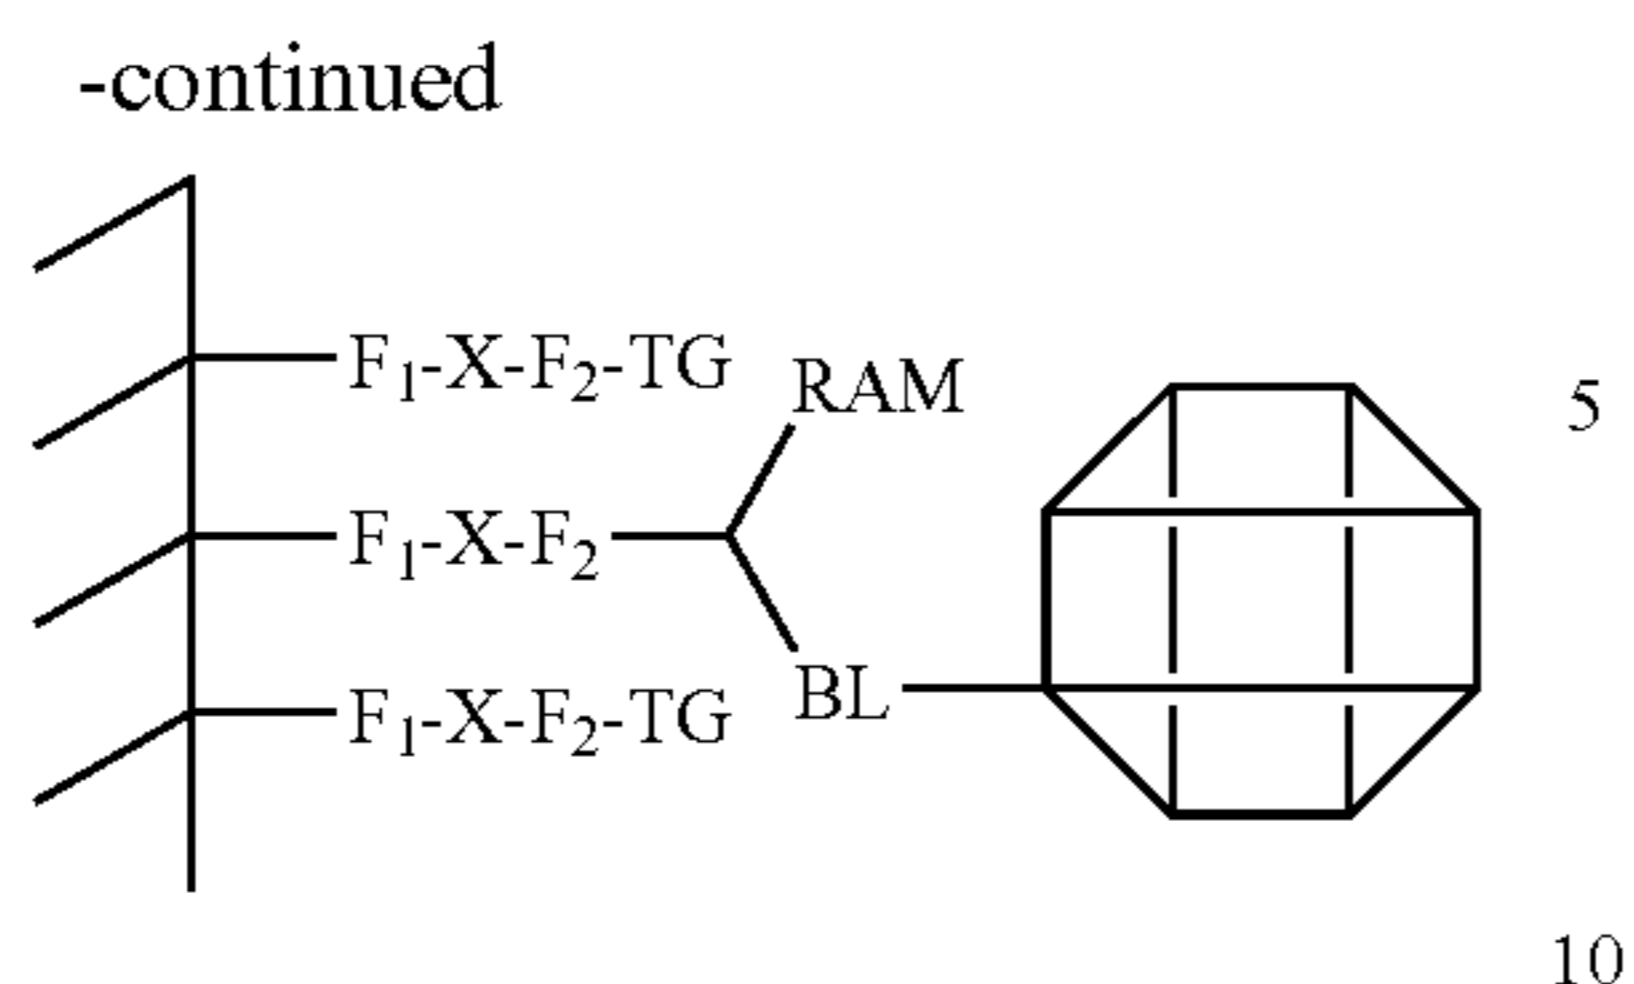 -continued
F₁-X-F₂-TG
RAM
5
F₁-X-F₂
BL
F₁-X-F₂-TG
10